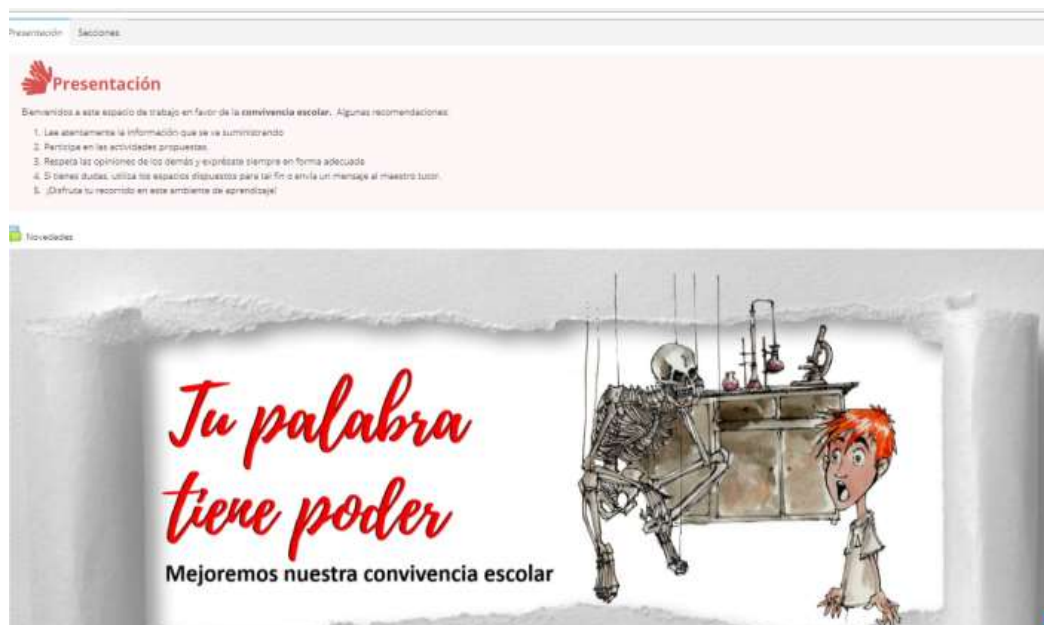 Presentación Secciones
Presentación
Bienvenidos a este espacio de trabajo en favor de la convivencia escolar. Algunas recomendaciones:
1. Lee atentamente la información que se va suministrando
2. Participa en las actividades propuestas.
3. Respeta las opiniones de los demás y exprésate siempre en forma adecuada
4. Si tienes dudas, utiliza los espacios dispuestos para tal fin o envía un mensaje al maestro tutor.
5. ¡Disfruta tu recorrido en este ambiente de aprendizaje!
Novedades
Tu palabra
tiene poder
Mejoremos nuestra convivencia escolar